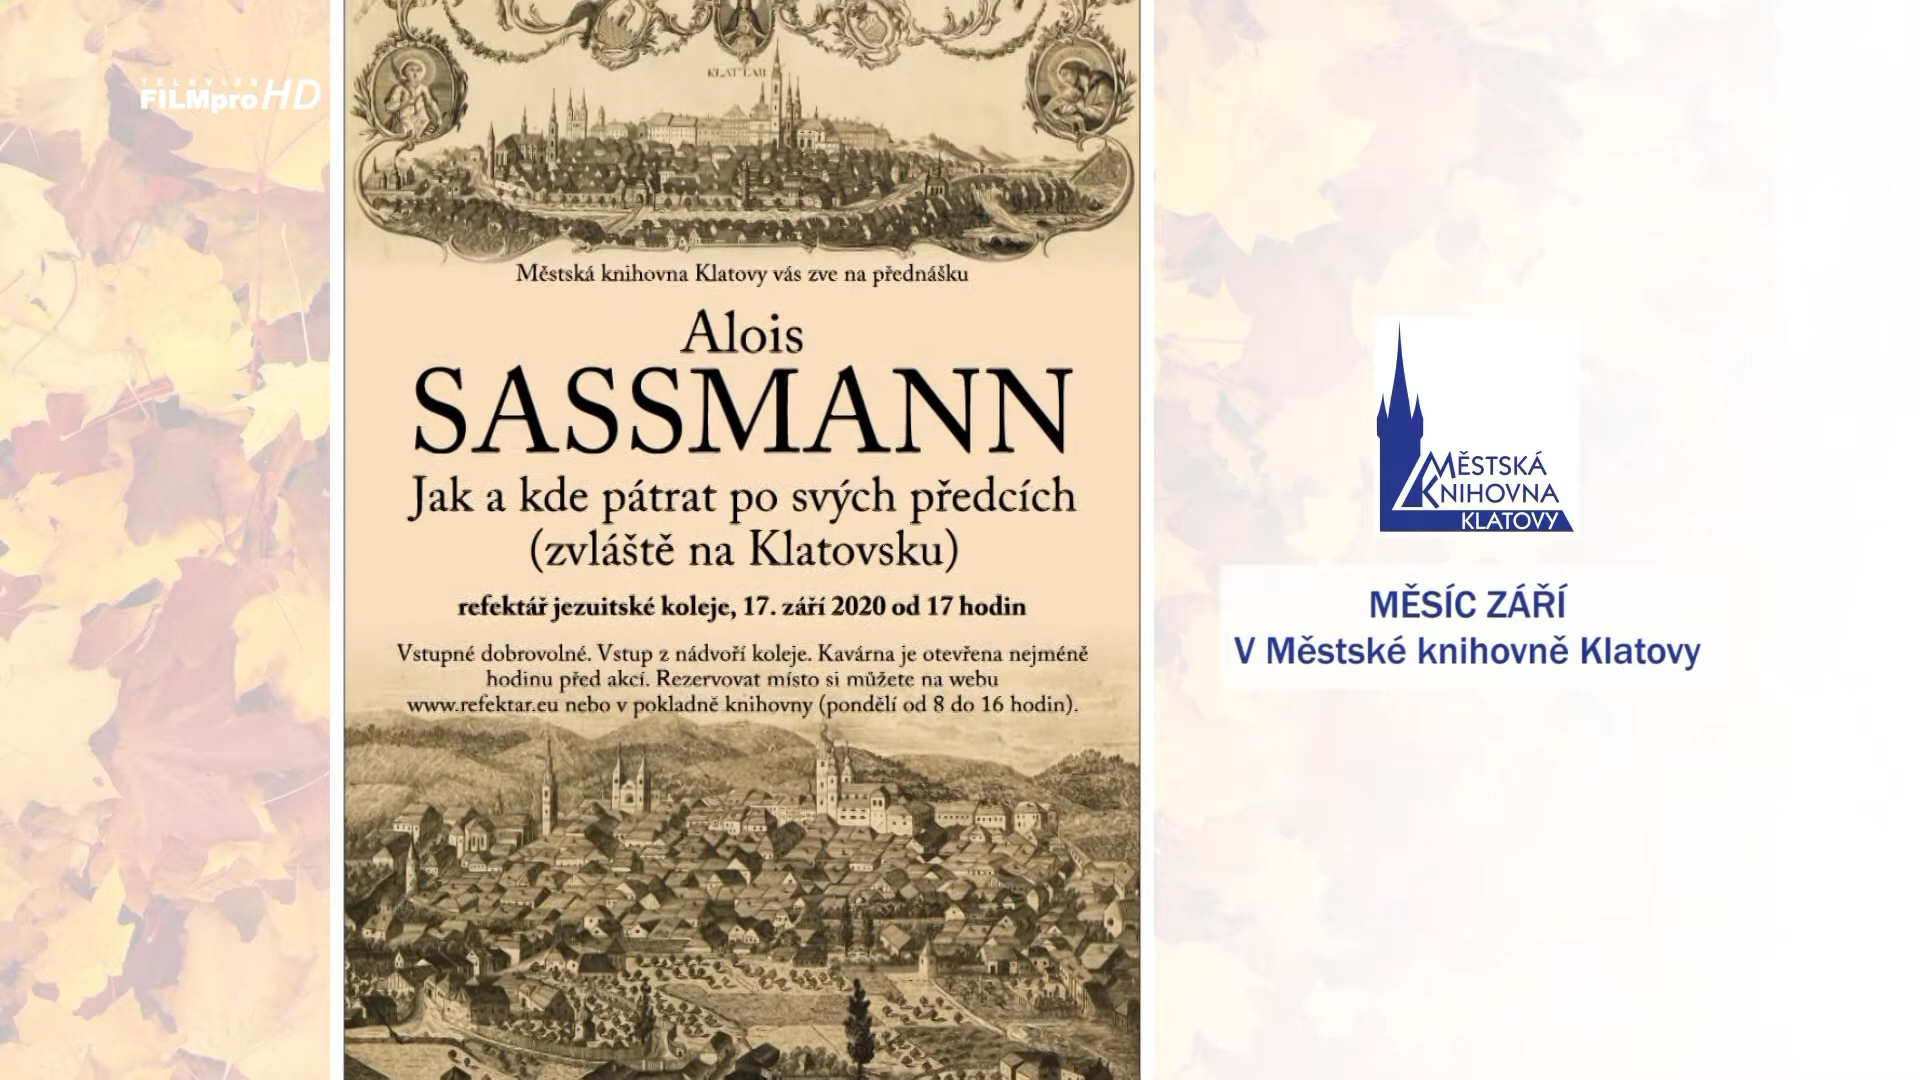 TELEVIZE
FILMpro HD
KLATTAU
Městská knihovna Klatovy vás zve na přednášku
Alois
SASSMANN
Jak a kde pátrat po svých předcích
(zvláště na Klatovsku)
refektář jezuitské koleje, 17. září 2020 od 17 hodin
Vstupné dobrovolné. Vstup z nádvoří koleje. Kavárna je otevřena nejméně
hodinu před akcí. Rezervovat místo si můžete na webu
www.refektar.eu nebo v pokladně knihovny (pondělí od 8 do 16 hodin).
MĚSTSKÁ
KNIHOVNA
KLATOVY
MĚSÍC ZÁŘÍ
V Městské knihovně Klatovy